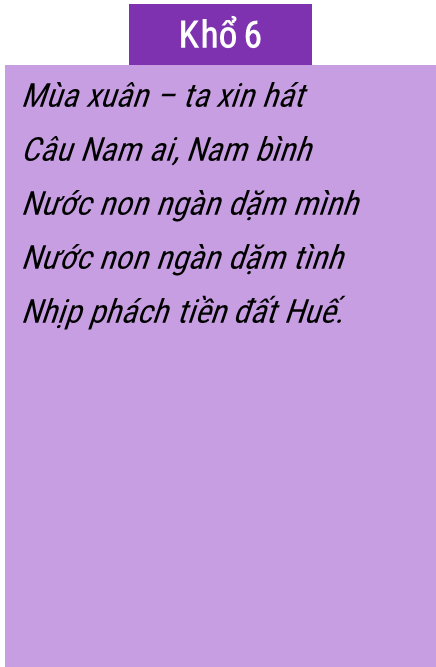 Khổ 6
Mùa xuân – ta xin hát
Câu Nam ai, Nam bình
Nước non ngàn dặm mình
Nước non ngàn dặm tình
Nhịp phách tiền đất Huế.